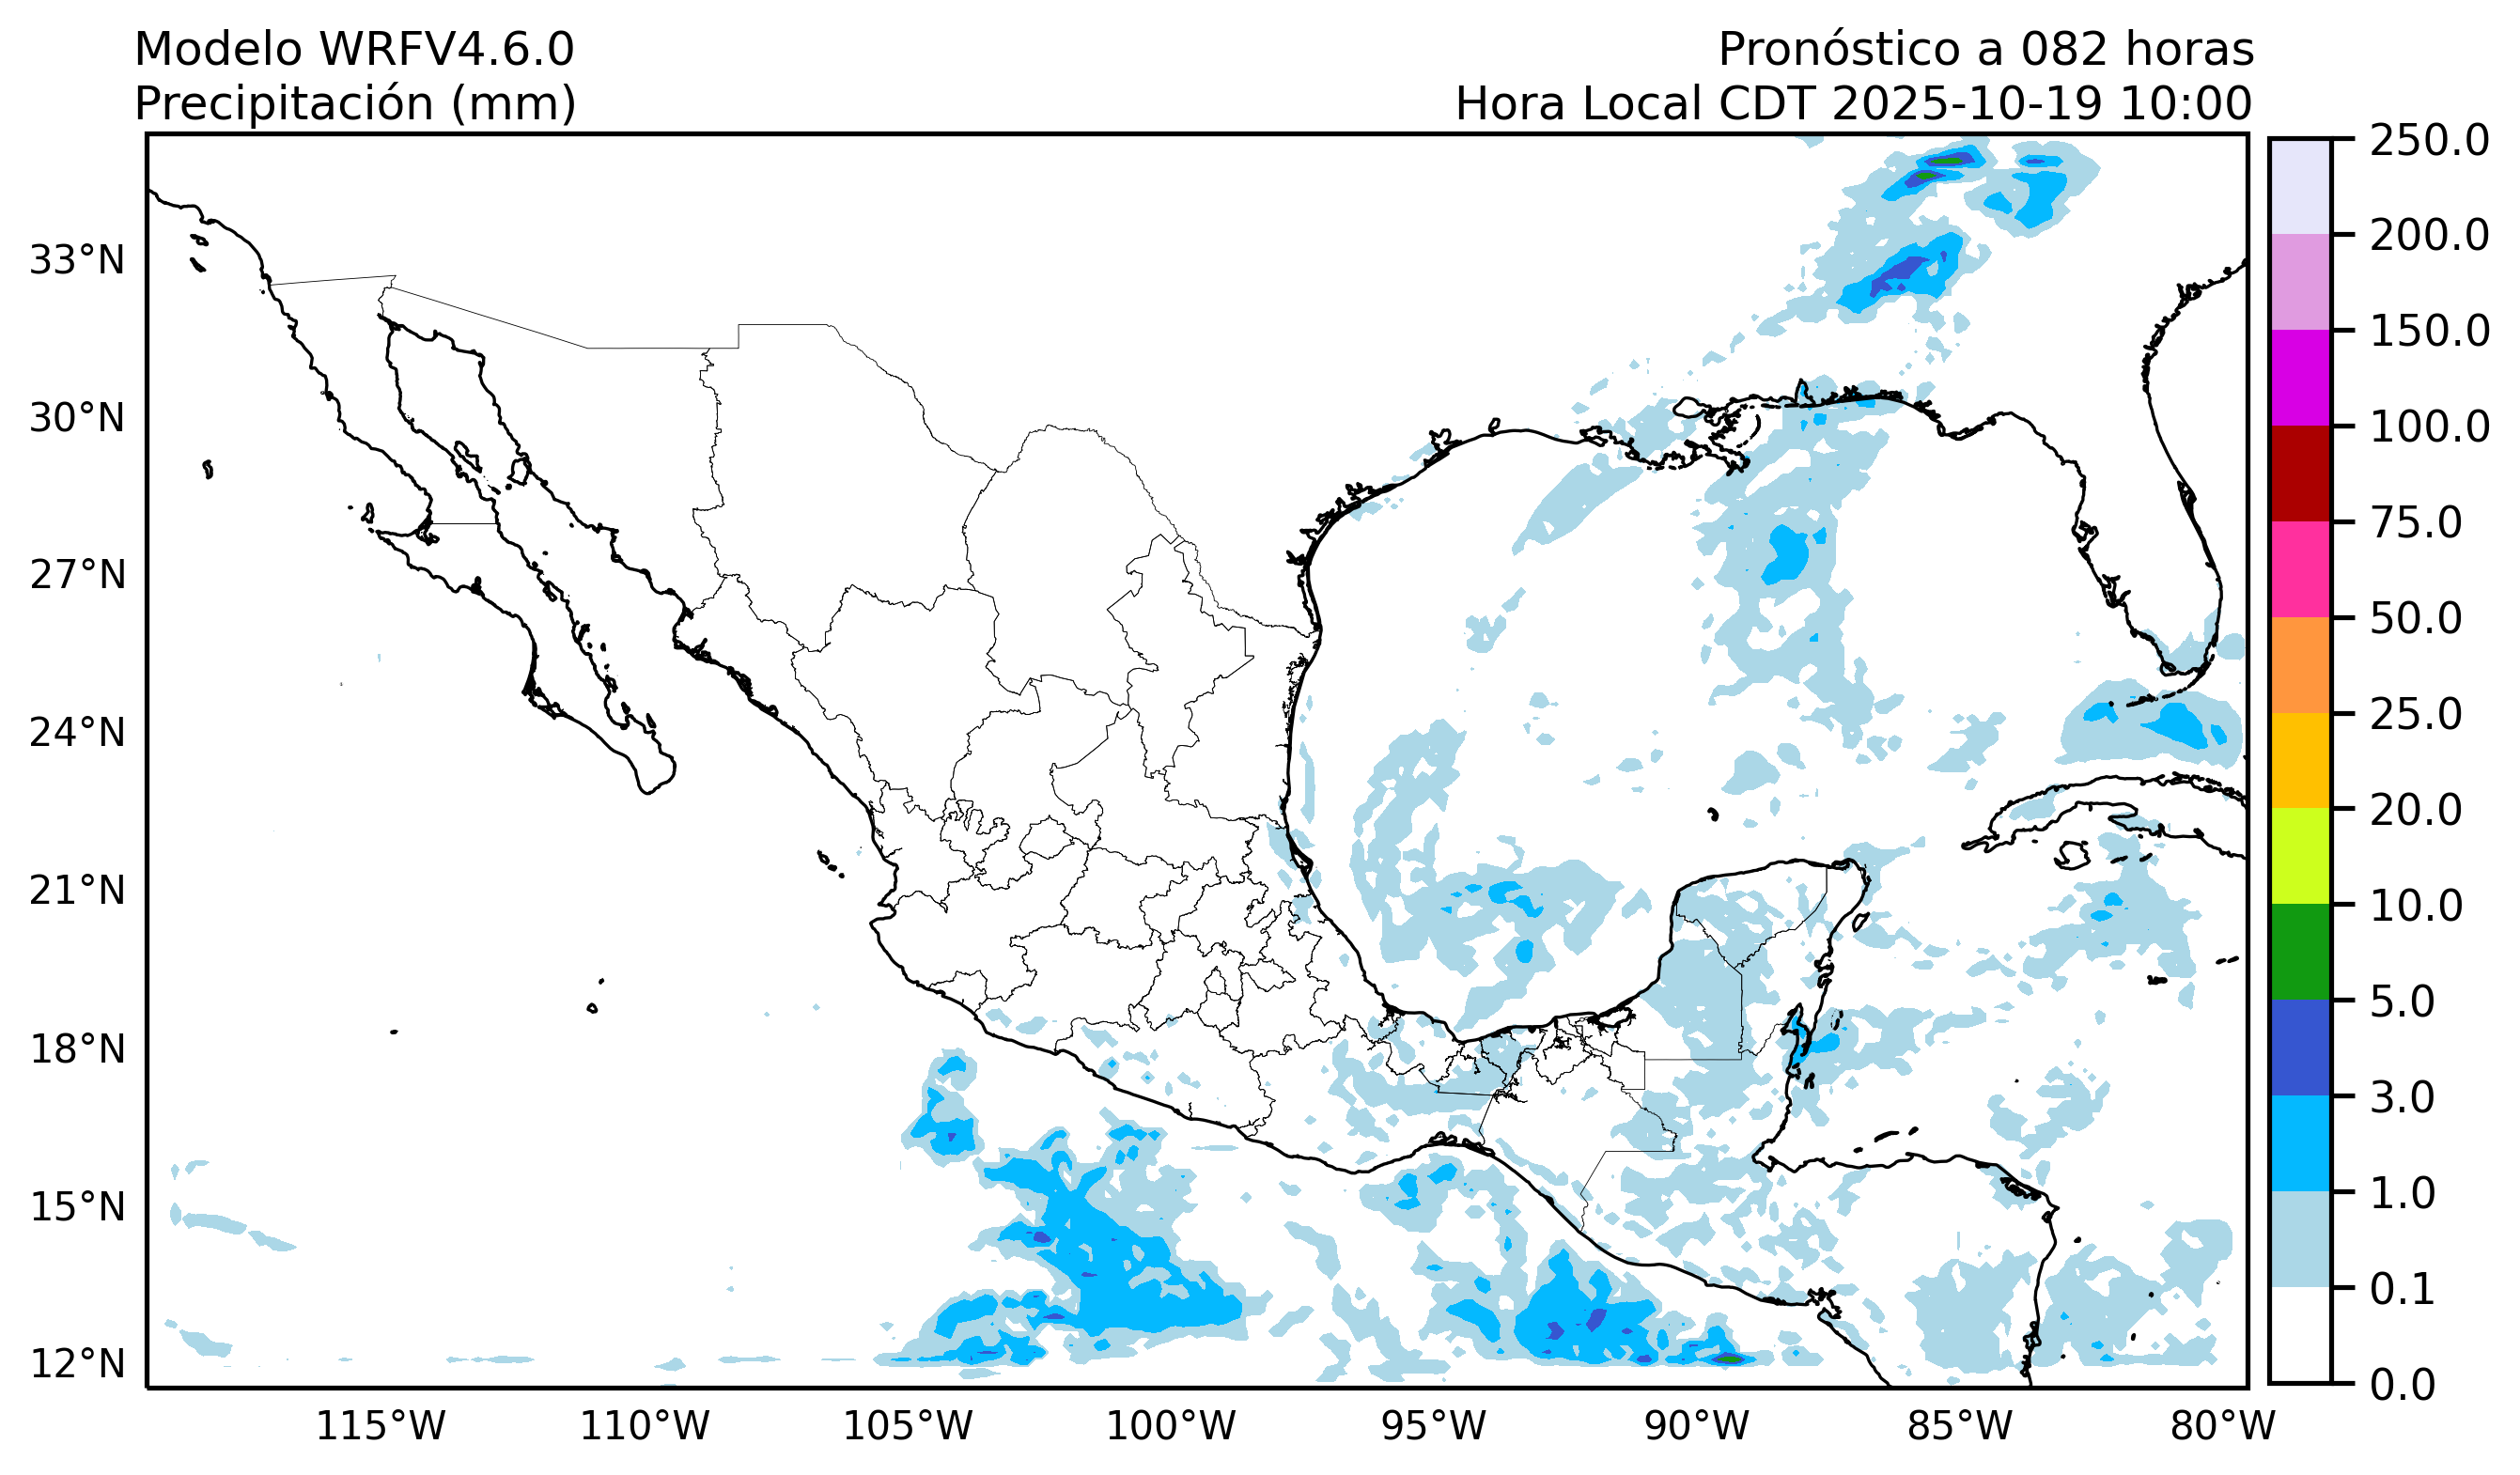 Modelo WRFV4.6.0
Precipitación (mm)
Pronóstico a 082 horas
Hora Local CDT 2025-10-19 10:00
33°N
30°N
27°N
24°N
21°N
18°N
15°N
12°N
115°W
110°W
105°W
100°W
95°W
90°W
85°W
80°W
250.0
200.0
150.0
100.0
75.0
50.0
25.0
20.0
10.0
5.0
3.0
1.0
0.1
0.0